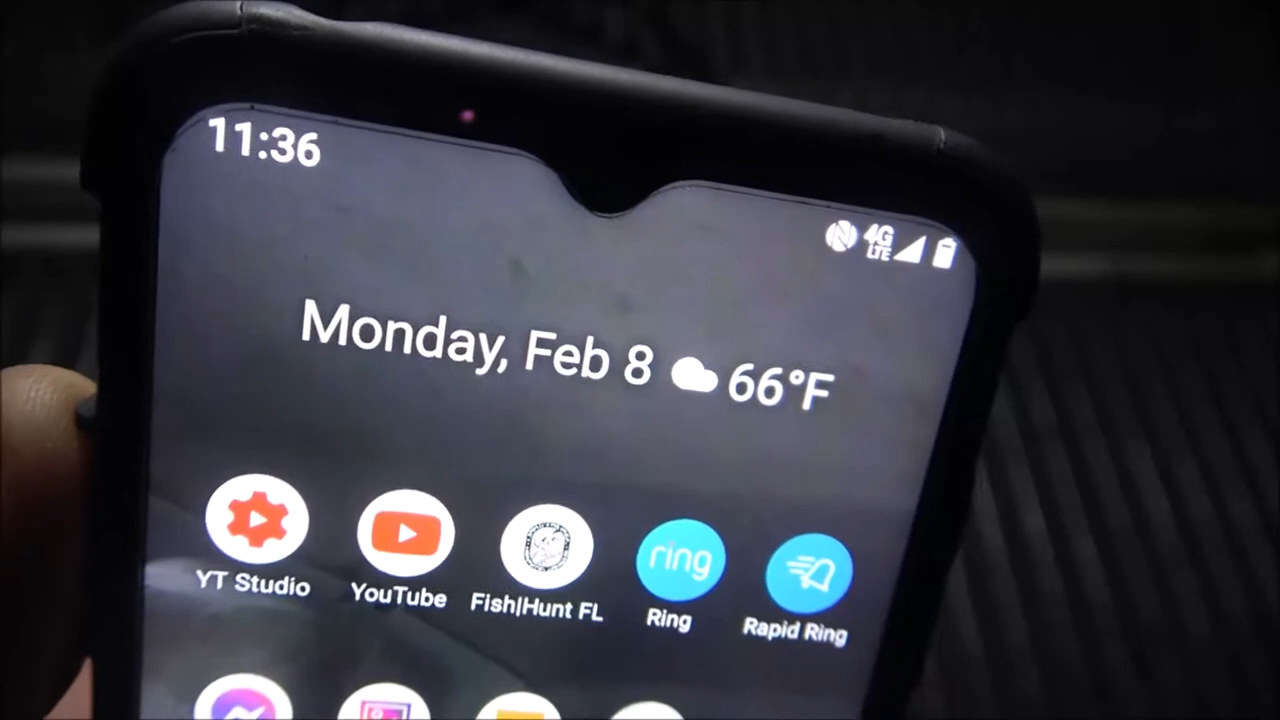 11:36
4G
LTE
Monday, Feb 8 66°F
YT Studio
YouTube
Fish|Hunt FL
ring
Ring
Rapid Ring